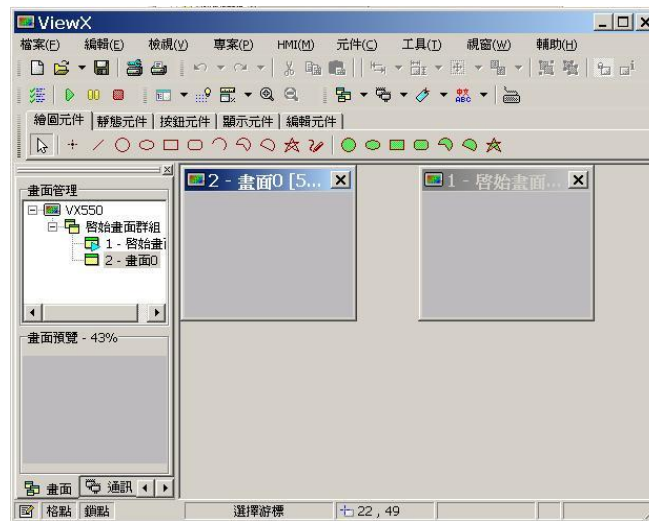 ViewX
檔案(F) 編輯(E) 檢視(V) 專案(P) HMI(M) 元件(C) 工具(T) 視窗(W) 輔助(H)
繪圖元件 靜態元件 按鈕元件 顯示元件 編輯元件
畫面管理
VX550
啓始畫面群組
1 - 啓始畫
2 - 畫面0
畫面預覽 - 43%
畫面 通訊
2 - 畫面0 [5...
1 - 啓始畫面...
格點 鎖點 選擇游標 22 , 49